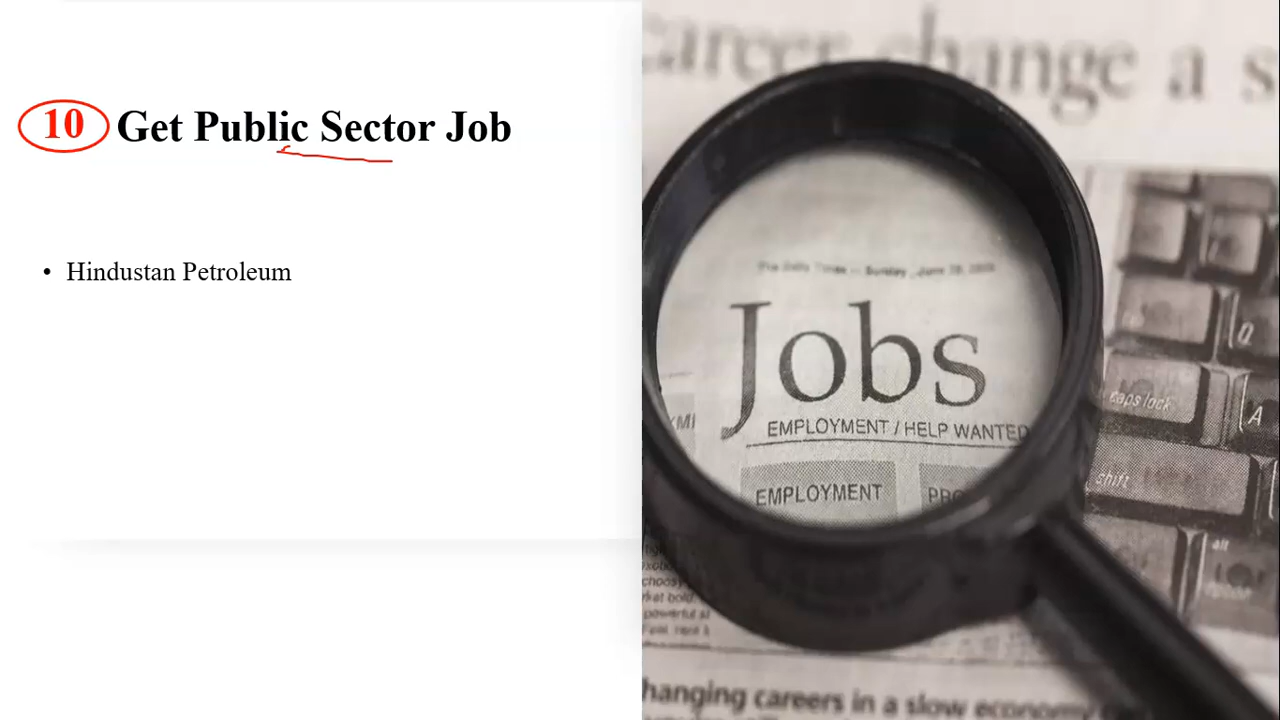 10 Get Public Sector Job
• Hindustan Petroleum
career change a s
Jobs
EMPLOYMENT / HELP WANTED
EMPLOYMENT
caps lock
A
shift
alt
hanging careers in a slow economy